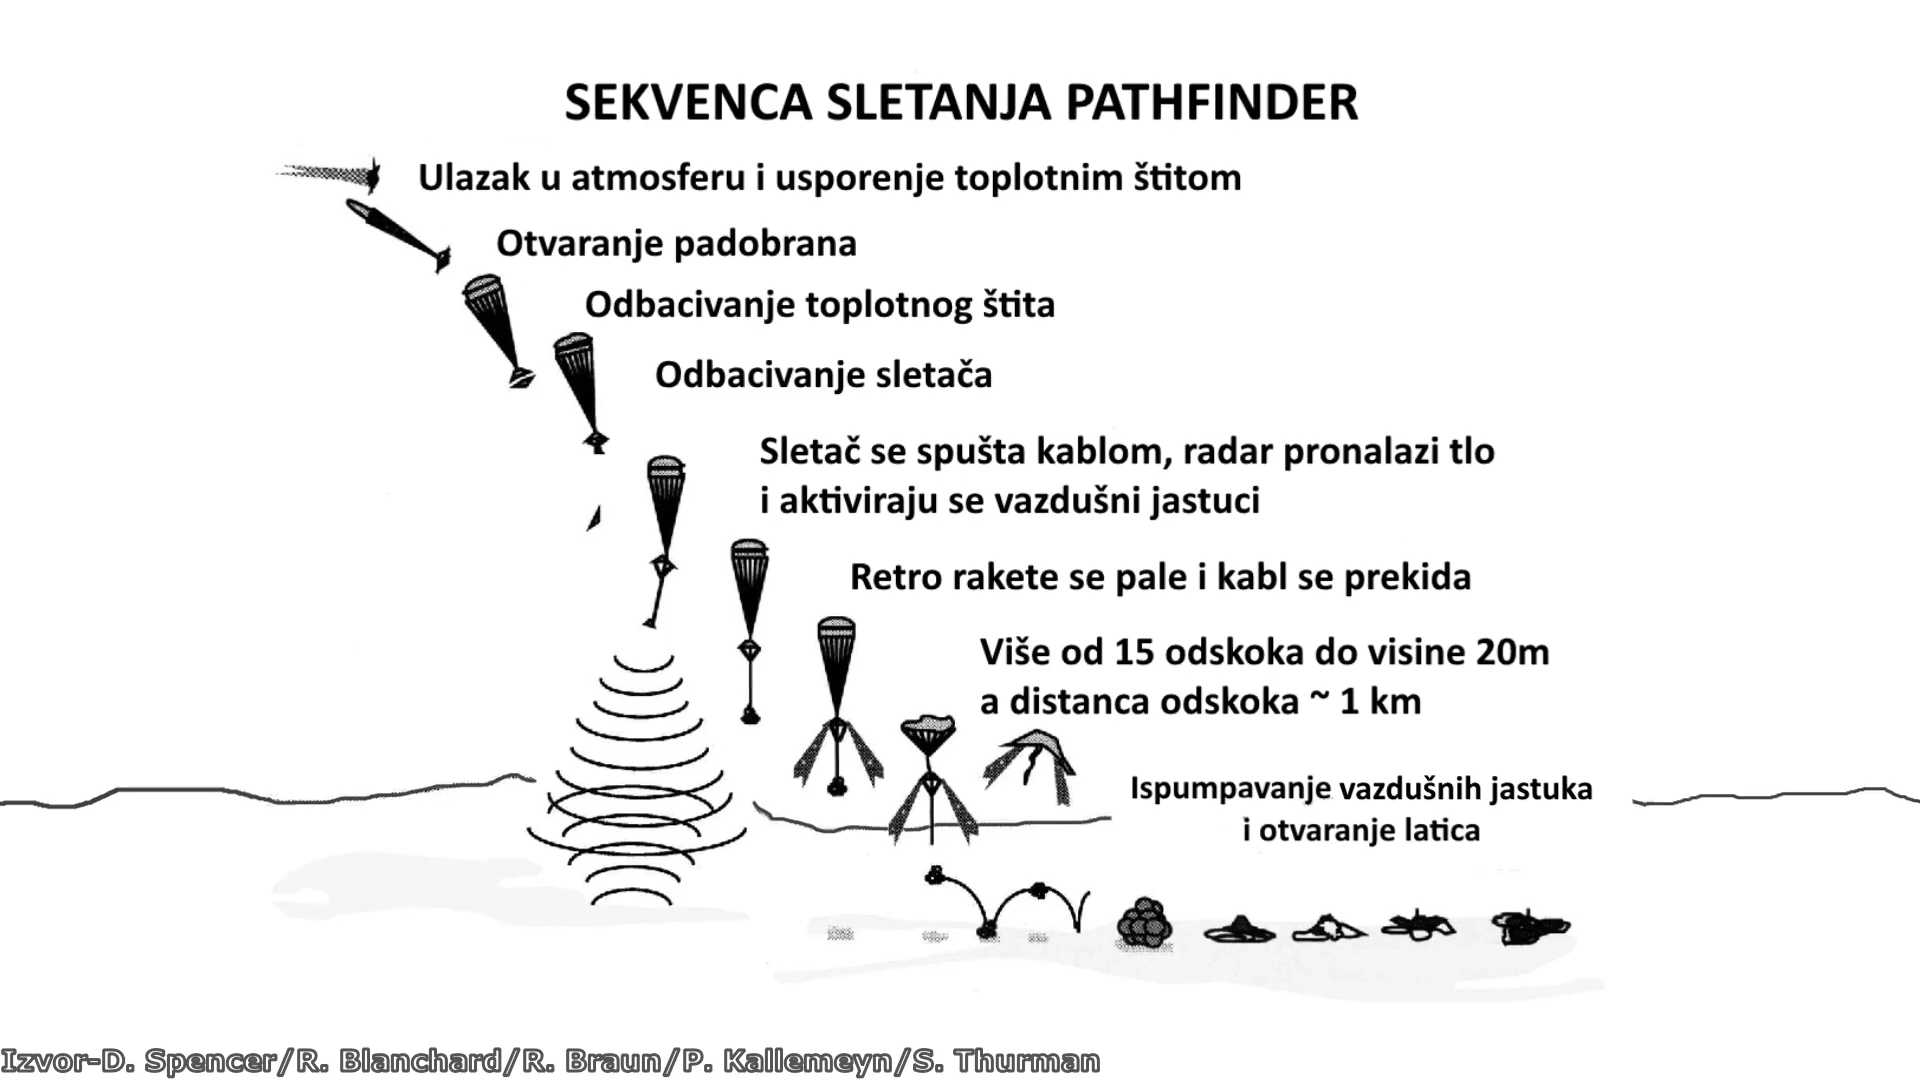 SEKVENCA SLETANJA PATHFINDER
Ulazak u atmosferu i usporenje toplotnim štitom
Otvaranje padobrana
Odbacivanje toplotnog štita
Odbacivanje sletača
Sletač se spušta kablom, radar pronalazi tlo
i aktiviraju se vazdušni jastuci
Retro rakete se pale i kabl se prekida
Više od 15 odskoka do visine 20m
a distanca odskoka ~ 1 km
Ispumpavanje vazdušnih jastuka
i otvaranje latica
Izvor-D. Spencer/R. Blanchard/R. Braun/P. Kallemeyn/S. Thurman